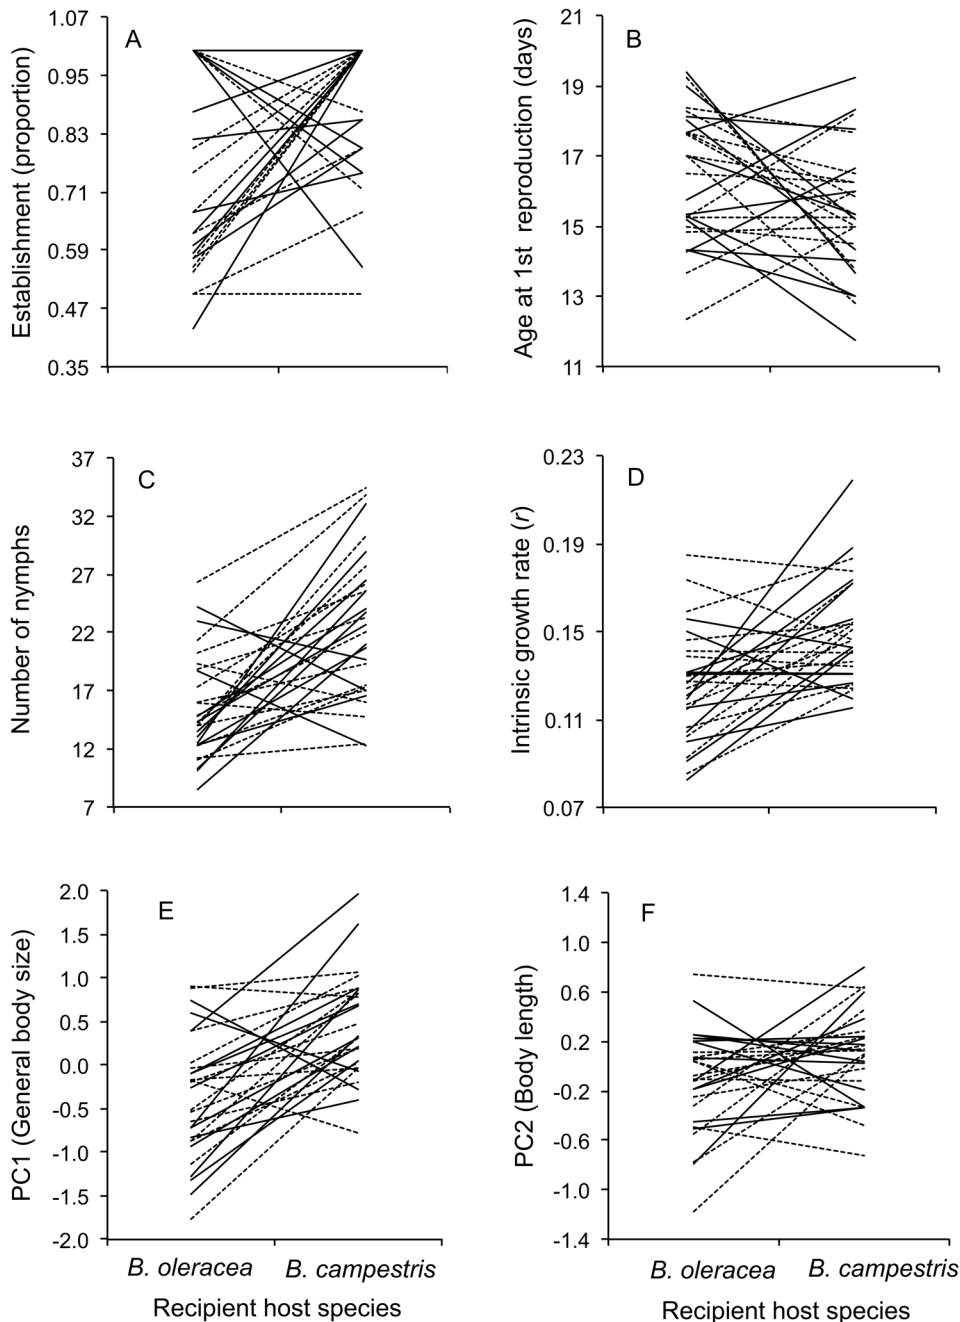 A
Establishment (proportion)
1.07
0.95
0.83
0.71
0.59
0.47
0.35
B
Age at 1st reproduction (days)
21
19
17
15
13
11
C
Number of nymphs
37
32
27
22
17
12
7
D
Intrinsic growth rate (r)
0.23
0.19
0.15
0.11
0.07
E
PC1 (General body size)
2.0
1.5
1.0
0.5
0.0
-0.5
-1.0
-1.5
-2.0
B. oleracea B. campestris
Recipient host species
F
PC2 (Body length)
1.4
1.0
0.6
0.2
-0.2
-0.6
-1.0
-1.4
B. oleracea B. campestris
Recipient host species